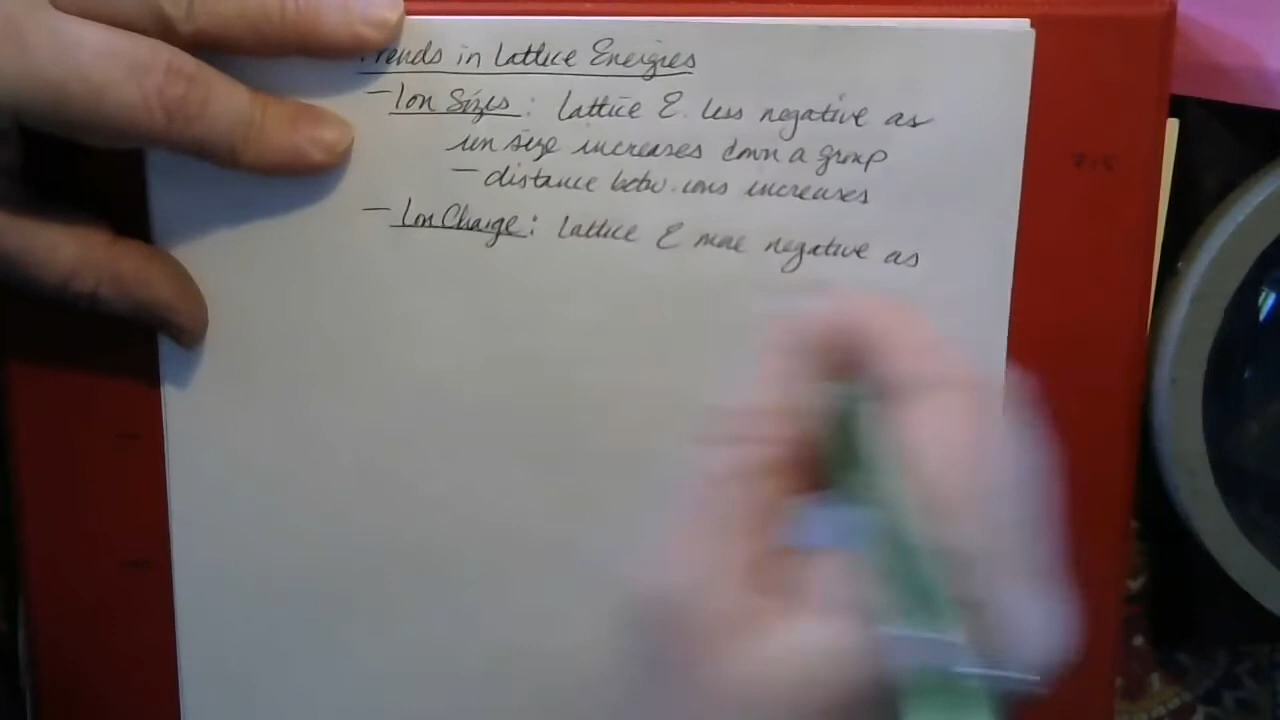 Trends in Lattice Energies
- Ion Sizes: Lattice E less negative as
ion size increases down a group
- distance betw. ions increases
- Ion Charge: Lattice E more negative as